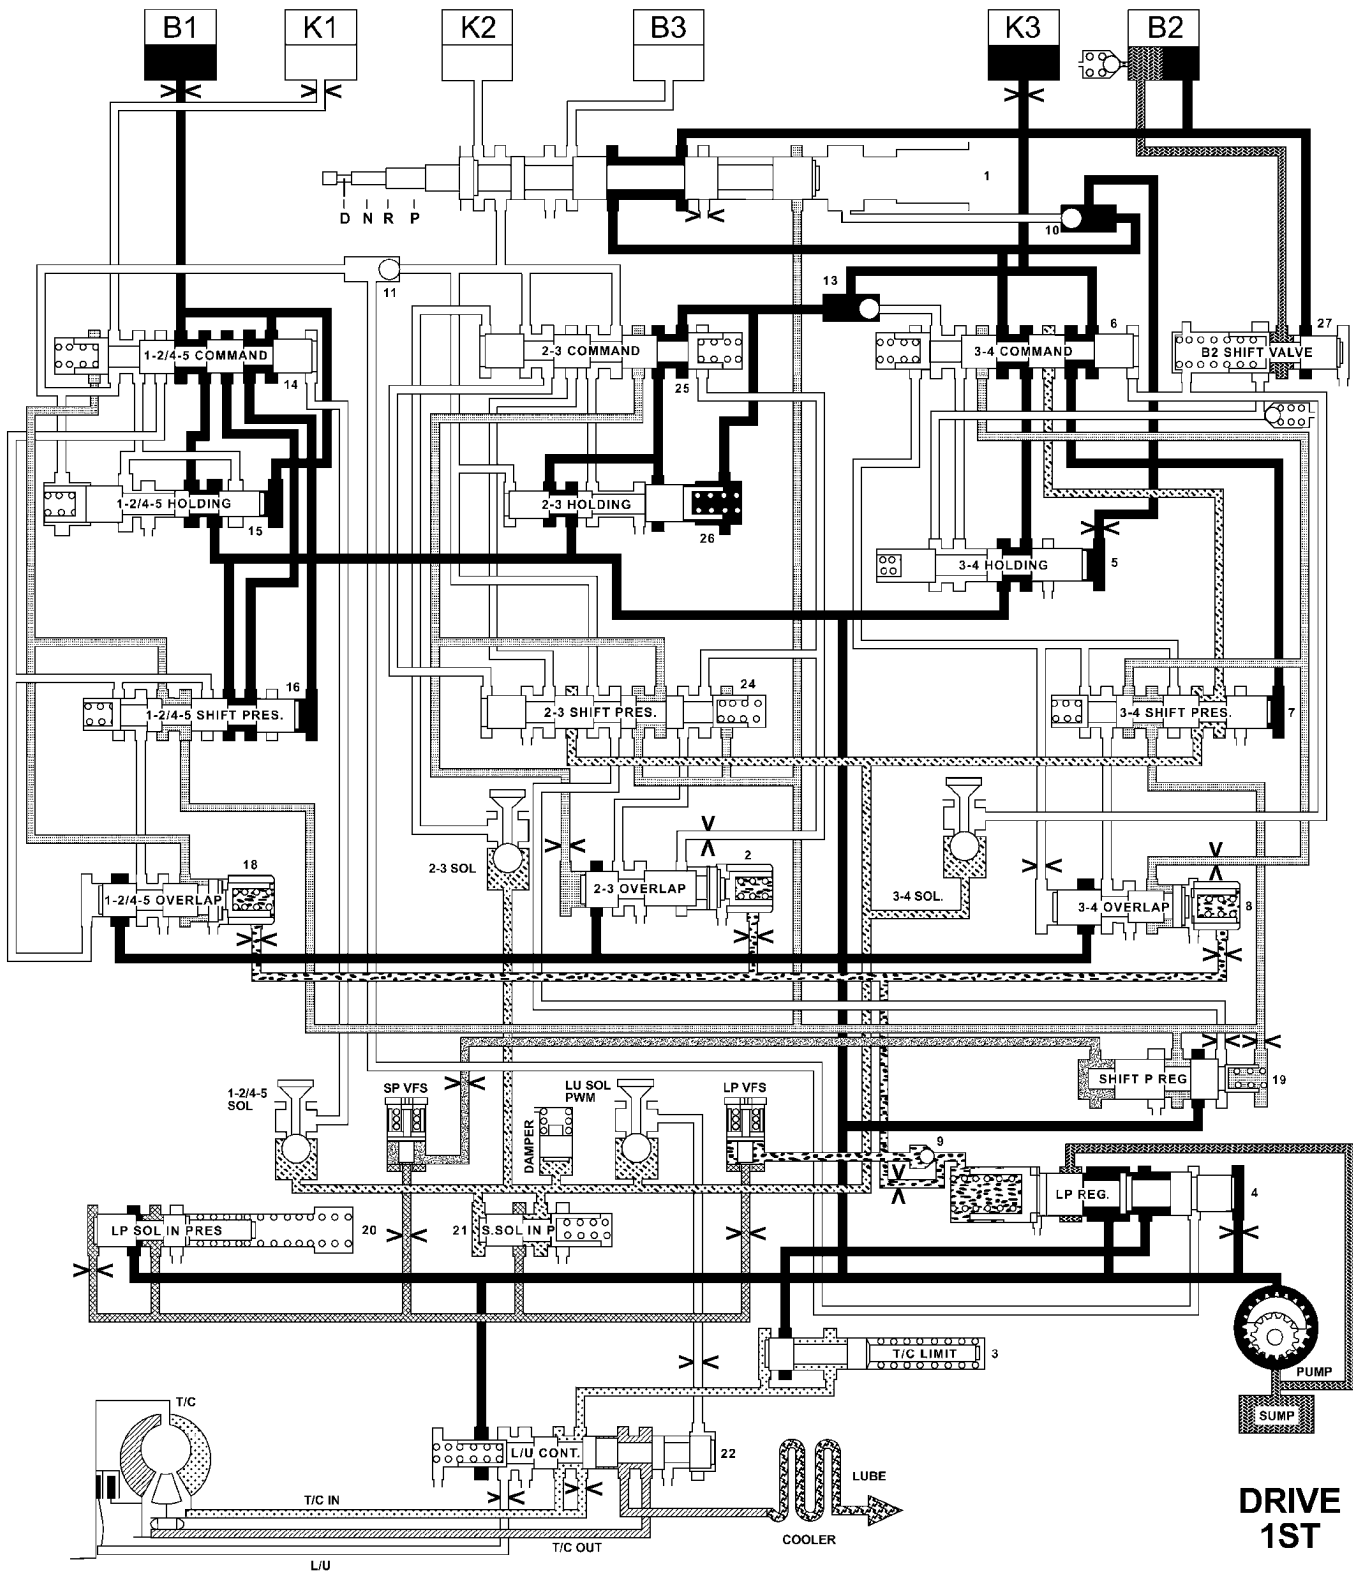 B1
K1
K2
B3
K3
B2
1
D N R P
10
11
13
6
27
1-2/4-5 COMMAND
2-3 COMMAND
3-4 COMMAND
B2 SHIFT VALVE
14
25
1-2/4-5 HOLDING
2-3 HOLDING
15
26
3-4 HOLDING
5
16
24
1-2/4-5 SHIFT PRES.
2-3 SHIFT PRES.
3-4 SHIFT PRES.
7
18
2-3 SOL
2
3-4 SOL.
1-2/4-5 OVERLAP
2-3 OVERLAP
3-4 OVERLAP
8
SHIFT P REG
19
1-2/4-5
SOL
SP VFS
LU SOL
PWM
LP VFS
DAMPER
9
LP REG.
4
LP SOL IN PRES
20
21
S.SOL IN P
T/C LIMIT
3
PUMP
SUMP
T/C
L/U CONT.
22
T/C IN
LUBE
COOLER
T/C OUT
L/U
DRIVE
1ST